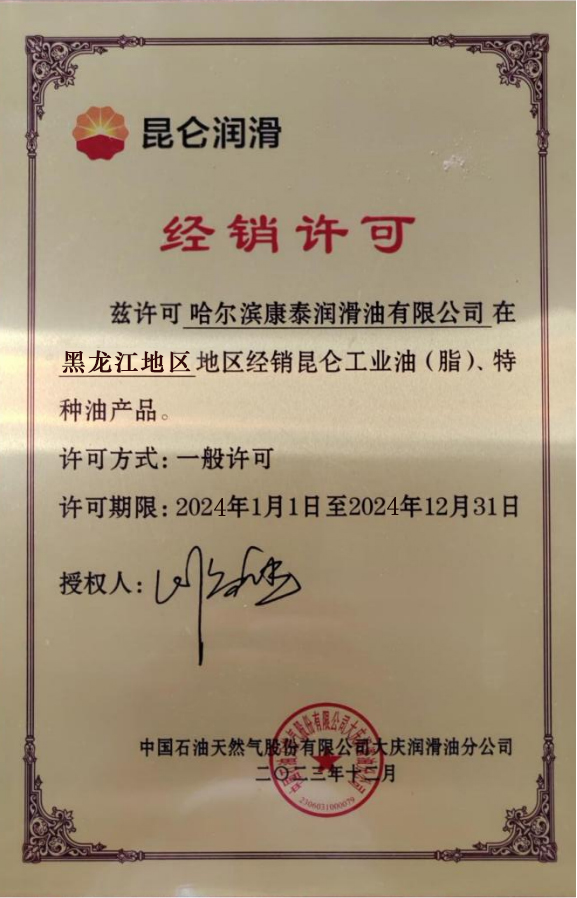 昆仑润滑
经销许可
兹许可 哈尔滨康泰润滑油有限公司 在
黑龙江地区 地区经销昆仑工业油（脂）、特
种油产品。
许可方式：一般许可
许可期限：2024年1月1日至2024年12月31日
授权人：
中国石油天然气股份有限公司大庆润滑油分公司
二〇二三年十二月
2306031000079